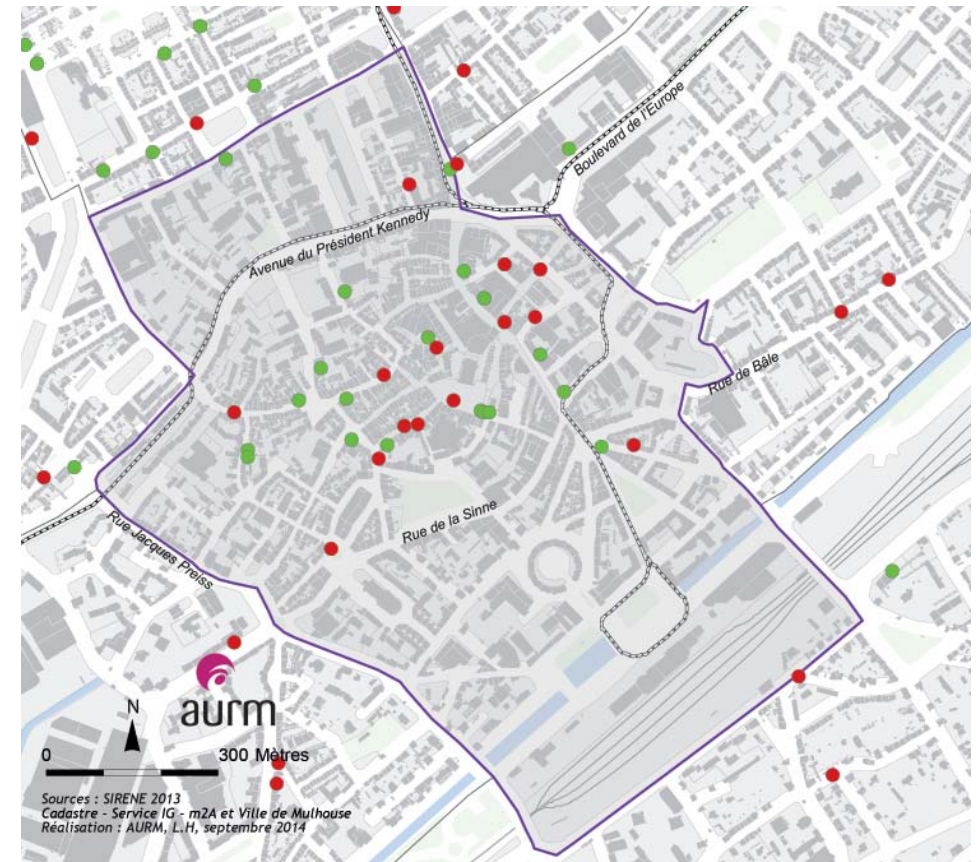 Boulevard de l'Europe
Avenue du Président Kennedy
Rue de Bâle
Rue de la Sinne
Rue Jacques Preiss
aurm
N
0
300 Mètres
Sources : SIRENE 2013
Cadastre - Service IG - m2A et Ville de Mulhouse
Réalisation : AURM, L.H, septembre 2014